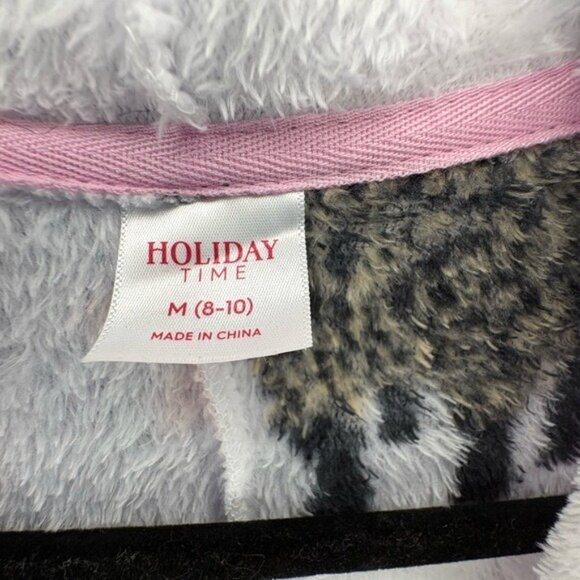 HOLIDAY
TIME
M (8-10)
MADE IN CHINA